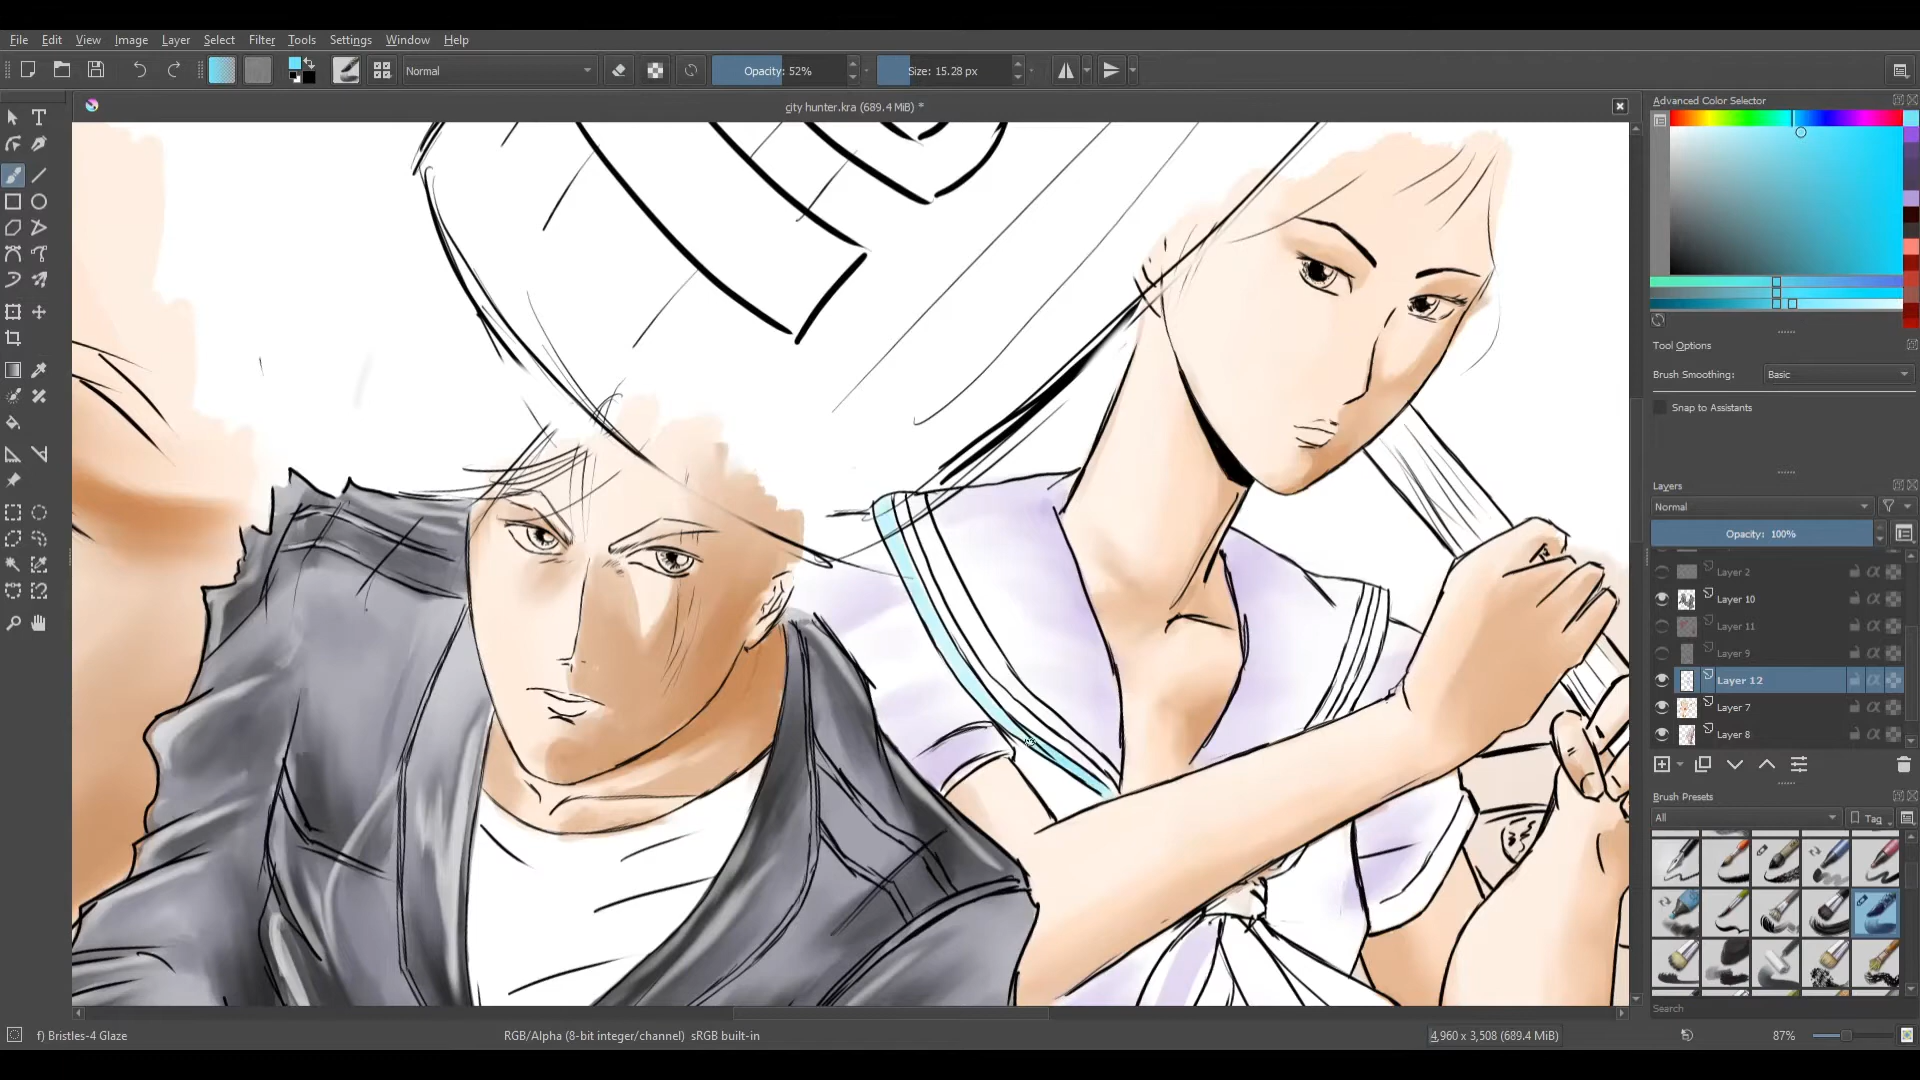 File Edit View Image Layer Select Filter Tools Settings Window Help
Normal
Opacity: 52%
Size: 15.28 px
city hunter.kra (689.4 MiB) *
Advanced Color Selector
Tool Options
Brush Smoothing: Basic
Snap to Assistants
Layers
Normal
Opacity: 100%
Layer 2
Layer 10
Layer 11
Layer 9
Layer 12
Layer 7
Layer 8
Brush Presets
All
Tag
Search
f) Bristles-4 Glaze
RGB/Alpha (8-bit integer/channel) sRGB built-in
4,960 x 3,508 (689.4 MiB)
87%